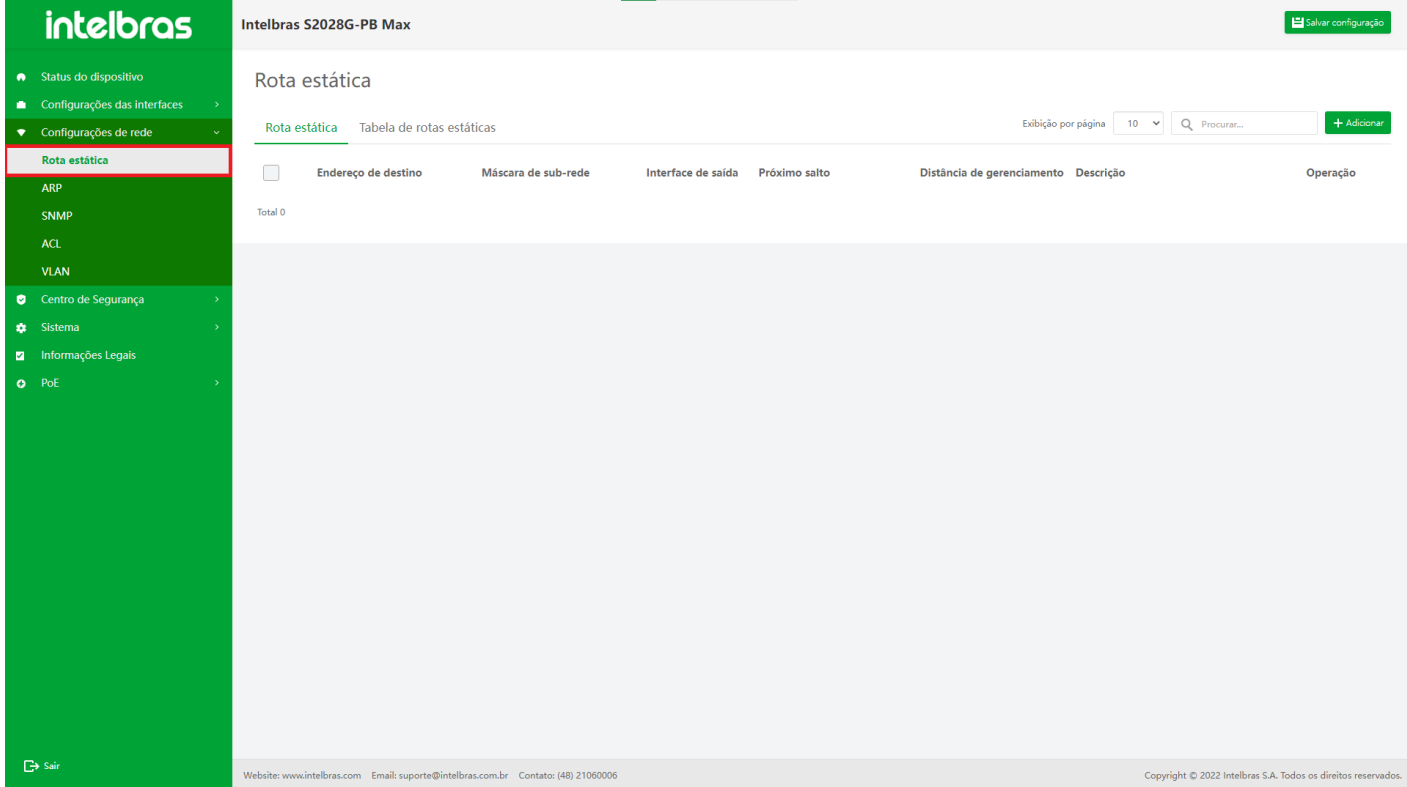 intelbras
Intelbras S2028G-PB Max
Salvar configuração
Status do dispositivo
Configurações das interfaces
Configurações de rede
Rota estática
ARP
SNMP
ACL
VLAN
Centro de Segurança
Sistema
Informações Legais
PoE
Sair
Rota estática
Rota estática Tabela de rotas estáticas
Exibição por página 10 Procurar... + Adicionar
Endereço de destino Máscara de sub-rede Interface de saída Próximo salto Distância de gerenciamento Descrição Operação
Total 0
Website: www.intelbras.com Email: suporte@intelbras.com.br Contato: (48) 21060006
Copyright © 2022 Intelbras S.A. Todos os direitos reservados.